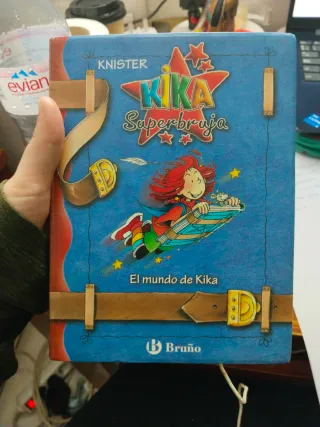 KNISTER
KIKA
Superbruja
El mundo de Kika
Bruño
evian